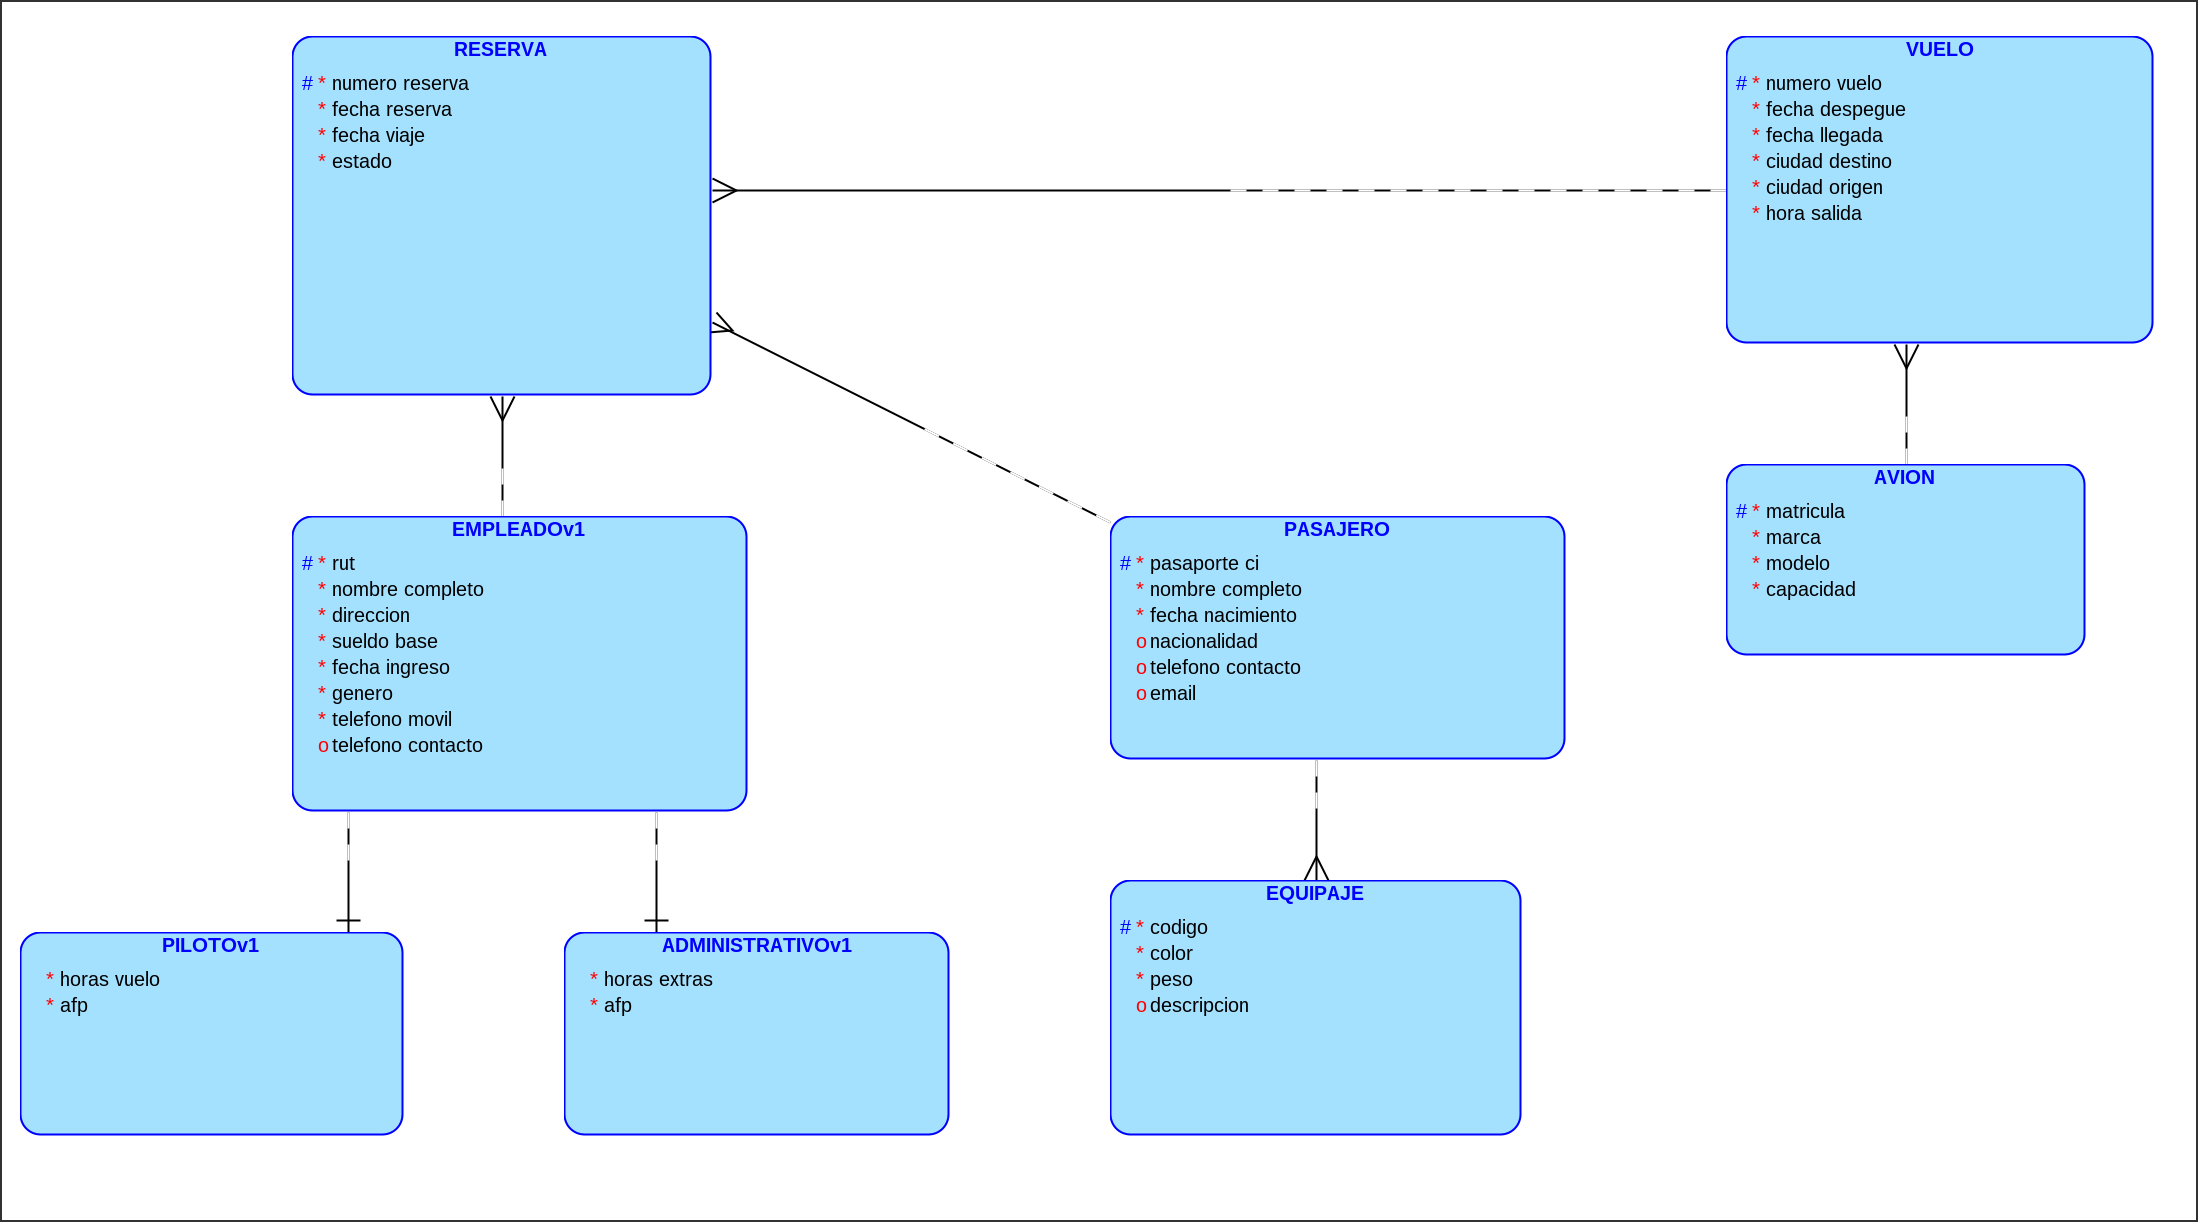 RESERVA
# * numero reserva
* fecha reserva
* fecha viaje
* estado
VUELO
# * numero vuelo
* fecha despegue
* fecha llegada
* ciudad destino
* ciudad origen
* hora salida
EMPLEADOv1
# * rut
* nombre completo
* direccion
* sueldo base
* fecha ingreso
* genero
* telefono movil
o telefono contacto
PASAJERO
# * pasaporte ci
* nombre completo
* fecha nacimiento
o nacionalidad
o telefono contacto
o email
AVION
# * matricula
* marca
* modelo
* capacidad
PILOTOv1
* horas vuelo
* afp
ADMINISTRATIVOv1
* horas extras
* afp
EQUIPAJE
# * codigo
* color
* peso
o descripcion